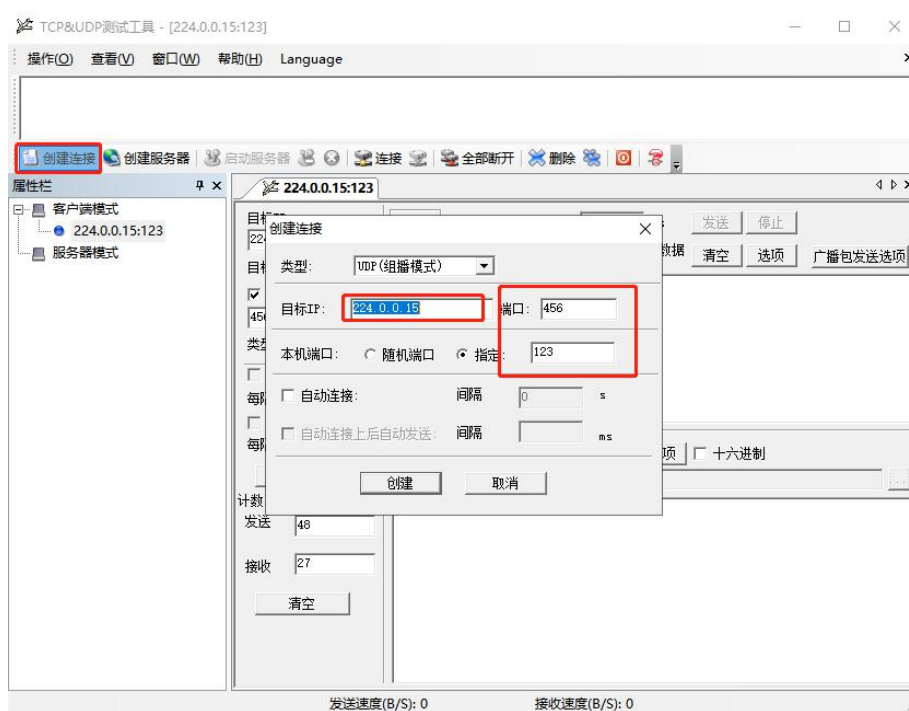 TCP&UDP测试工具 - [224.0.0.15:123]
操作(O) 查看(V) 窗口(W) 帮助(H) Language
创建连接 创建服务器 启动服务器 连接 全部断开 删除
属性栏
224.0.0.15:123
客户端模式
224.0.0.15:123
服务器模式
发送 停止
数据 清空 选项 广播包发送选项
创建连接
类型: UDP(组播模式)
目标IP: 224.0.0.15 端口: 456
本机端口: 随机端口 指定: 123
自动连接: 间隔 0 s
自动连接上后自动发送: 间隔 ms
创建 取消
项 十六进制
计数
发送 48
接收 27
清空
发送速度(B/S): 0 接收速度(B/S): 0